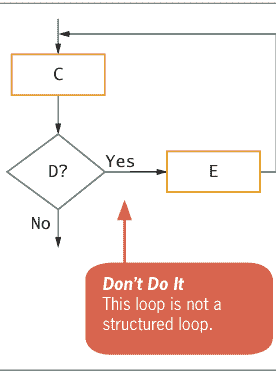 C
D?
Yes
E
No
Don't Do It
This loop is not a
structured loop.